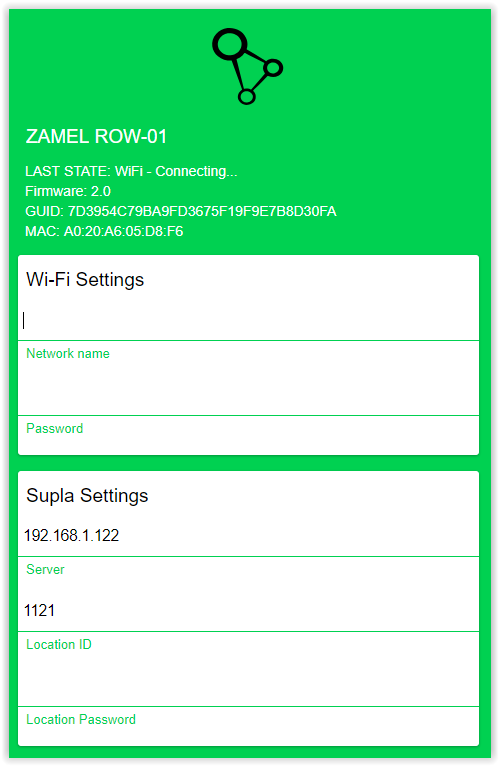 ZAMEL ROW-01
LAST STATE: WiFi - Connecting...
Firmware: 2.0
GUID: 7D3954C79BA9FD3675F19F9E7B8D30FA
MAC: A0:20:A6:05:D8:F6
Wi-Fi Settings
Network name
Password
Supla Settings
192.168.1.122
Server
1121
Location ID
Location Password